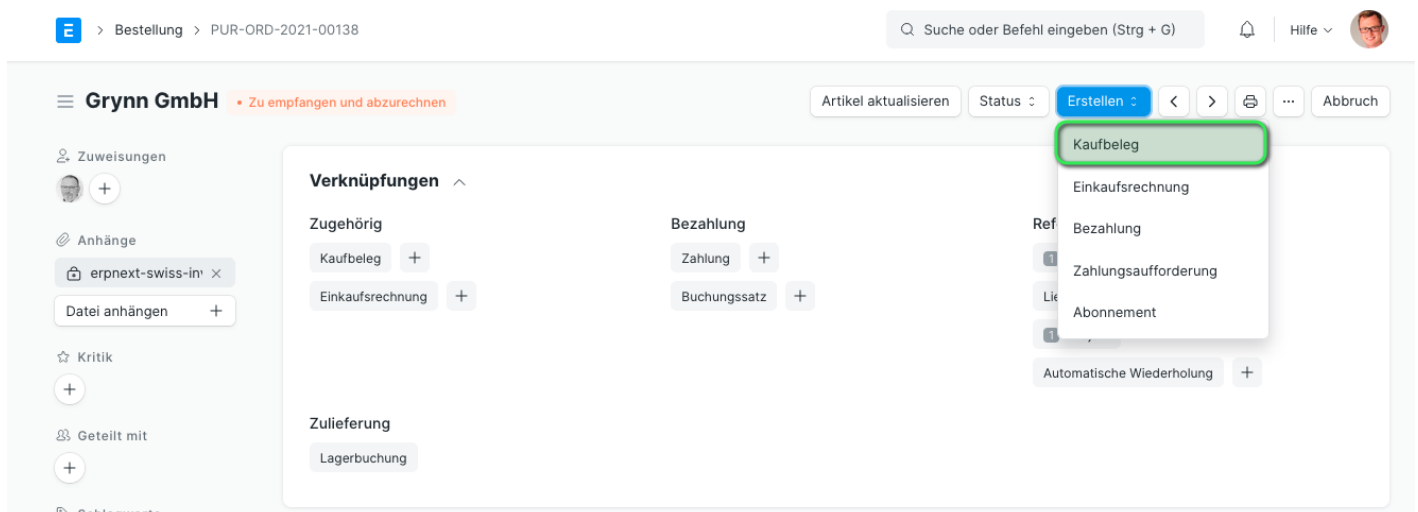 E > Bestellung > PUR-ORD-2021-00138
Suche oder Befehl eingeben (Strg + G)
Hilfe
Grynn GmbH • Zu empfangen und abzurechnen
Artikel aktualisieren
Status
Erstellen
Abbruch
Kaufbeleg
Einkaufsrechnung
Bezahlung
Zahlungsaufforderung
Abonnement
Zuweisungen
Anhänge
erpnext-swiss-in
Datei anhängen
Kritik
Geteilt mit
Verknüpfungen
Zugehörig
Kaufbeleg
Einkaufsrechnung
Bezahlung
Zahlung
Buchungssatz
Ref
1
Lie
1
Automatische Wiederholung
Zulieferung
Lagerbuchung